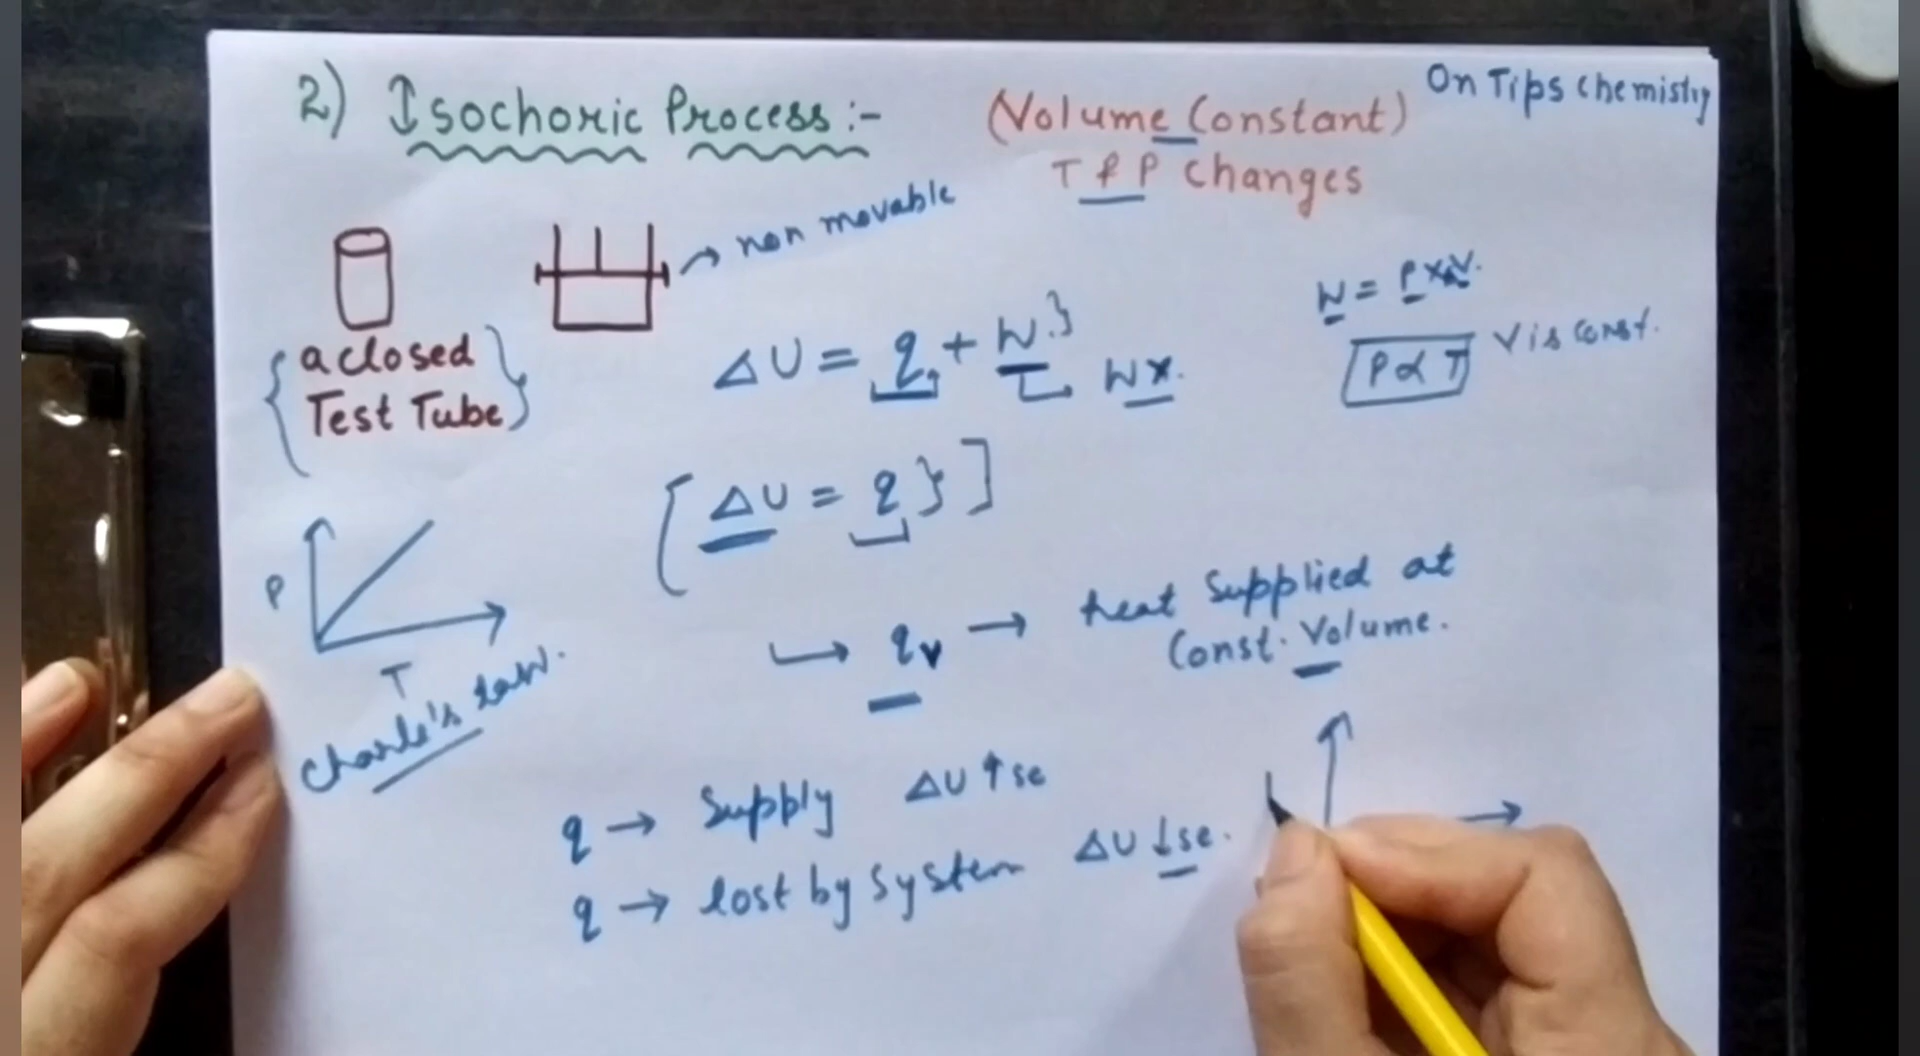 On Tips Chemistry
2) Isochoric Process :-
(Volume Constant)
T & P Changes
→ non movable
{ a closed
Test Tube }
W = P x ΔV.
P ∝ T V is Const.
ΔU = q + W }
W x.
[ ΔU = q } ]
P
T
Charle's Law.
→ qv → heat Supplied at
Const. Volume.
q → Supply ΔU ↑se
q → lost by System ΔU ↓se.